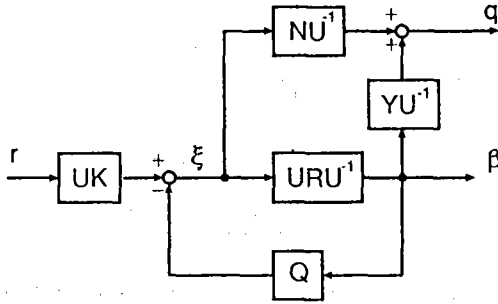 NU⁻¹
+
+
q
YU⁻¹
r
UK
+
−
ξ
URU⁻¹
β
Q